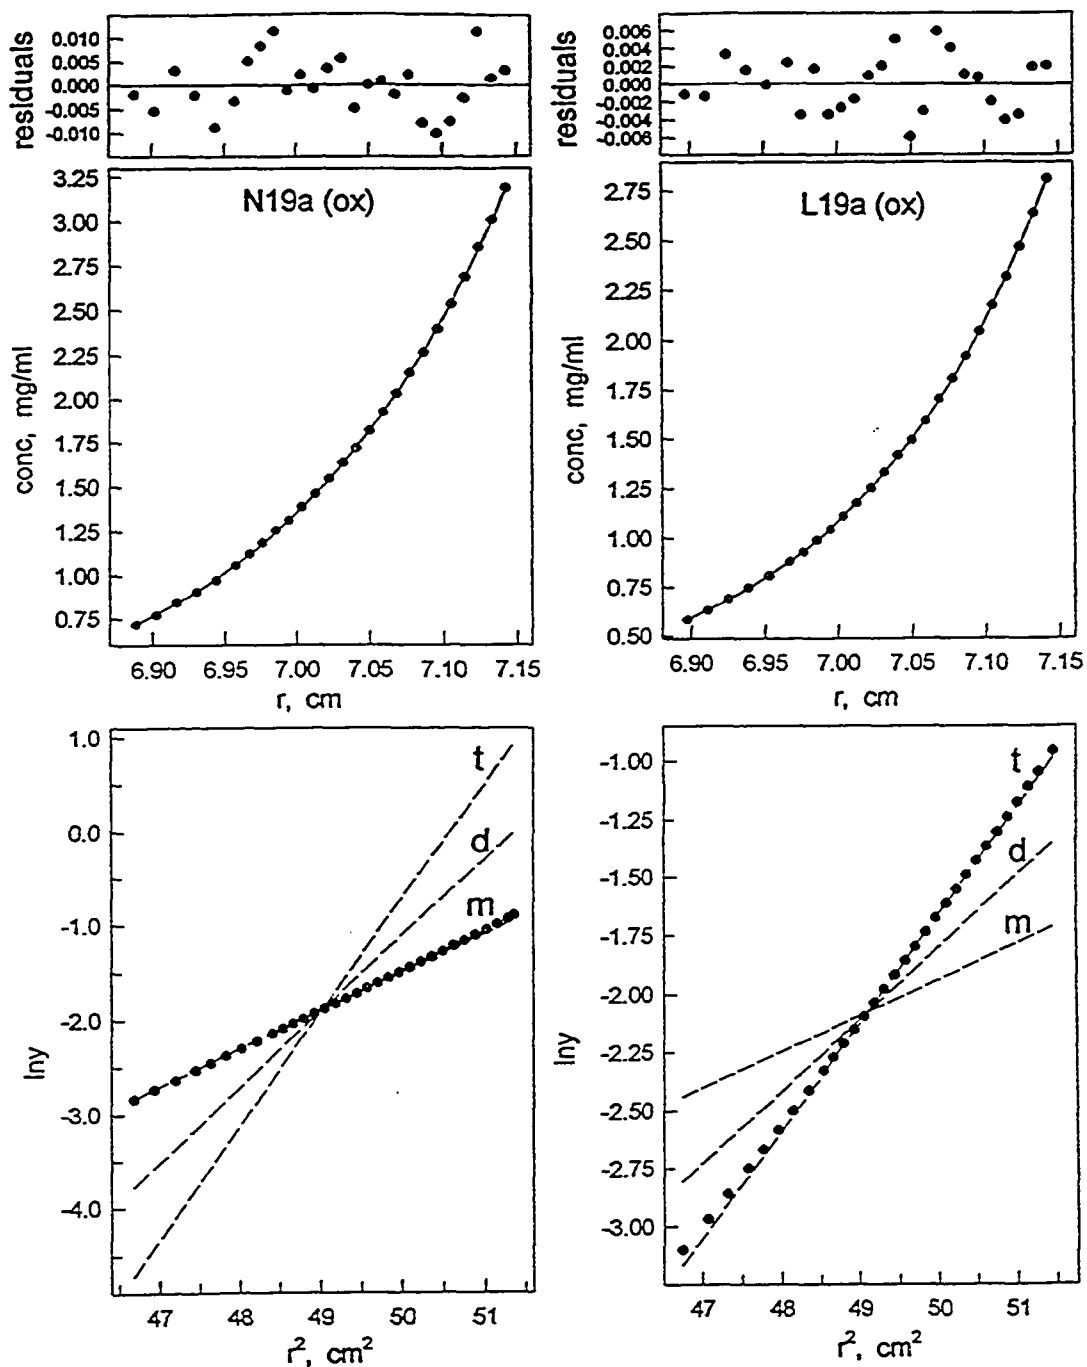 residuals
0.010
0.005
0.000
-0.005
-0.010
residuals
0.006
0.004
0.002
0.000
-0.002
-0.004
-0.006
N19a (ox)
conc, mg/ml
3.25
3.00
2.75
2.50
2.25
2.00
1.75
1.50
1.25
1.00
0.75
6.90 6.95 7.00 7.05 7.10 7.15
r, cm
L19a (ox)
conc, mg/ml
2.75
2.50
2.25
2.00
1.75
1.50
1.25
1.00
0.75
0.50
6.90 6.95 7.00 7.05 7.10 7.15
r, cm
lny
1.0
0.0
-1.0
-2.0
-3.0
-4.0
t
d
m
47 48 49 50 51
r², cm²
lny
-1.00
-1.25
-1.50
-1.75
-2.00
-2.25
-2.50
-2.75
-3.00
t
d
m
47 48 49 50 51
r², cm²